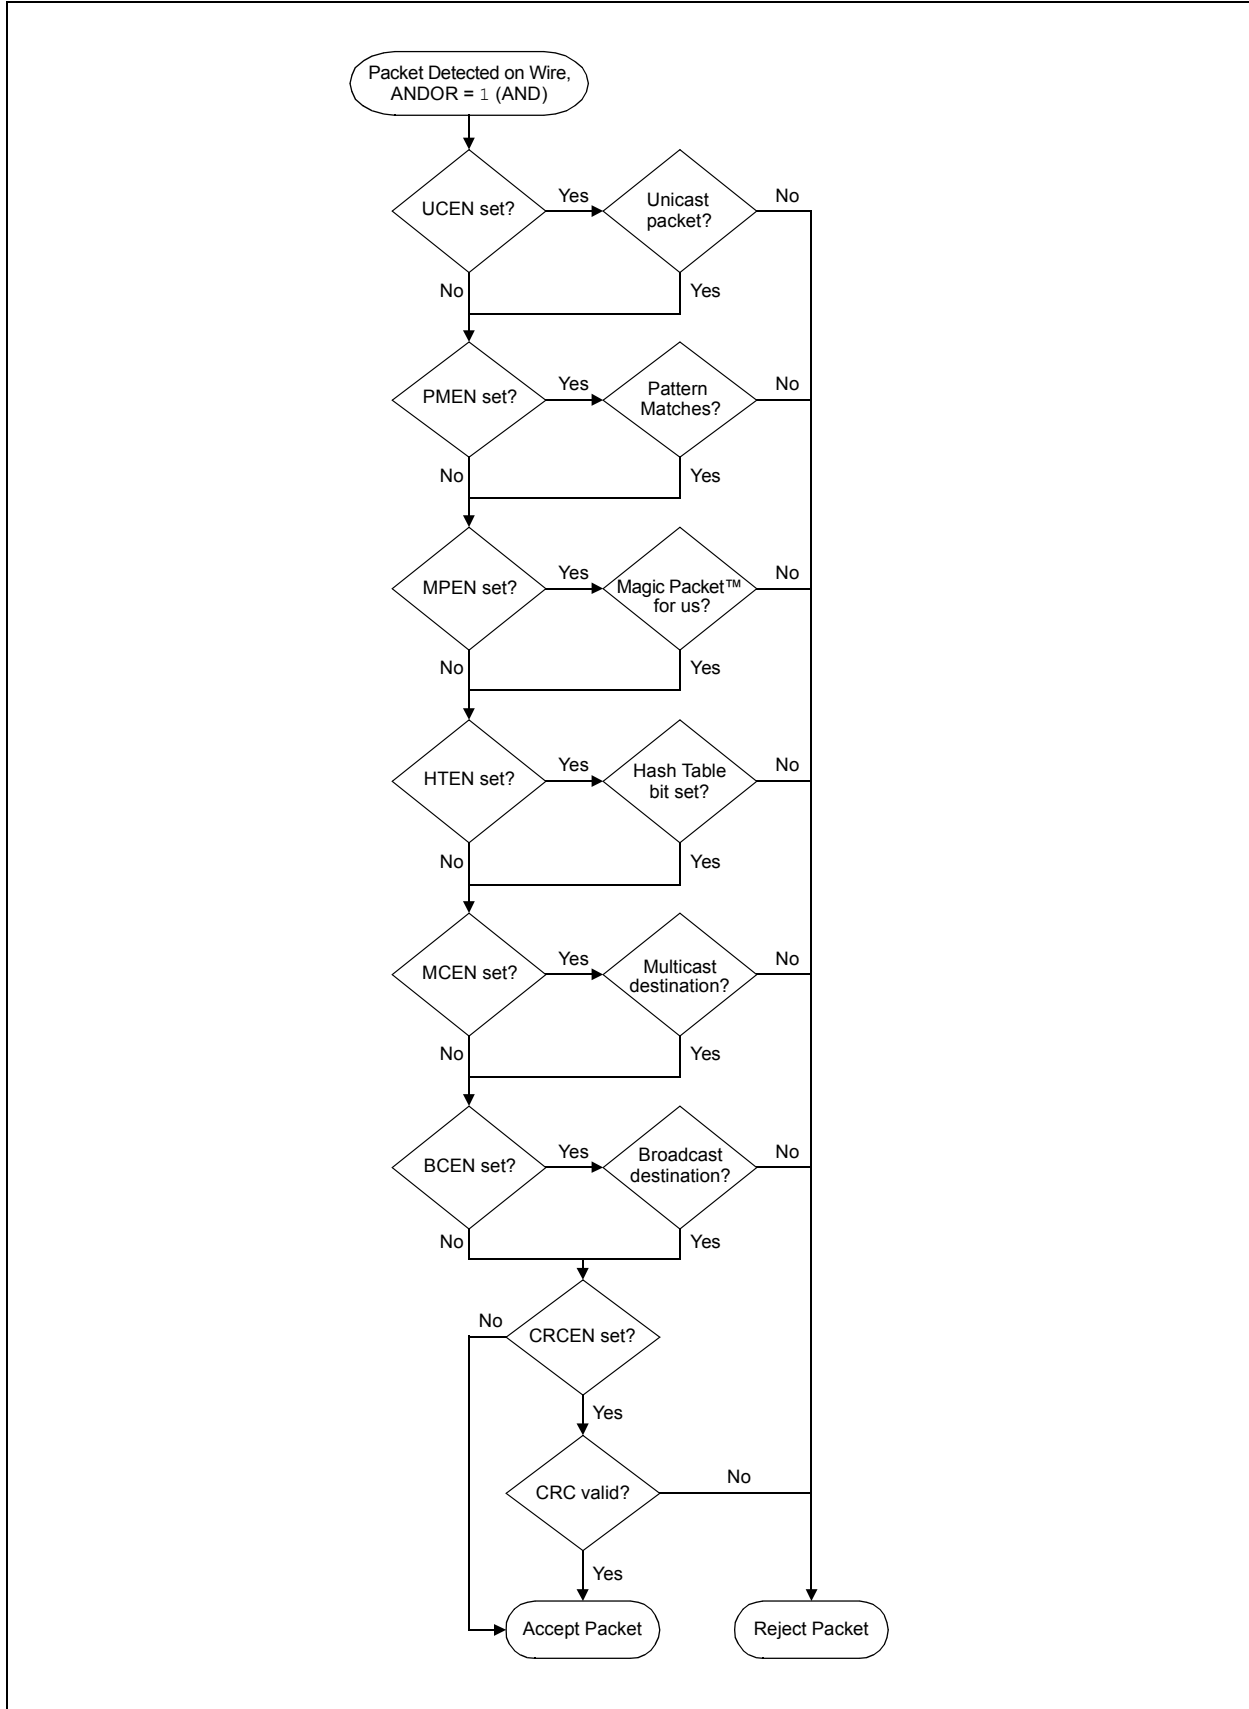 Packet Detected on Wire,
ANDOR = 1 (AND)
UCEN set?
Yes
Unicast
packet?
No
No
Yes
PMEN set?
Yes
Pattern
Matches?
No
No
Yes
MPEN set?
Yes
Magic Packet™
for us?
No
No
Yes
HTEN set?
Yes
Hash Table
bit set?
No
No
Yes
MCEN set?
Yes
Multicast
destination?
No
No
Yes
BCEN set?
Yes
Broadcast
destination?
No
No
Yes
No
CRCEN set?
Yes
CRC valid?
No
Yes
Accept Packet
Reject Packet